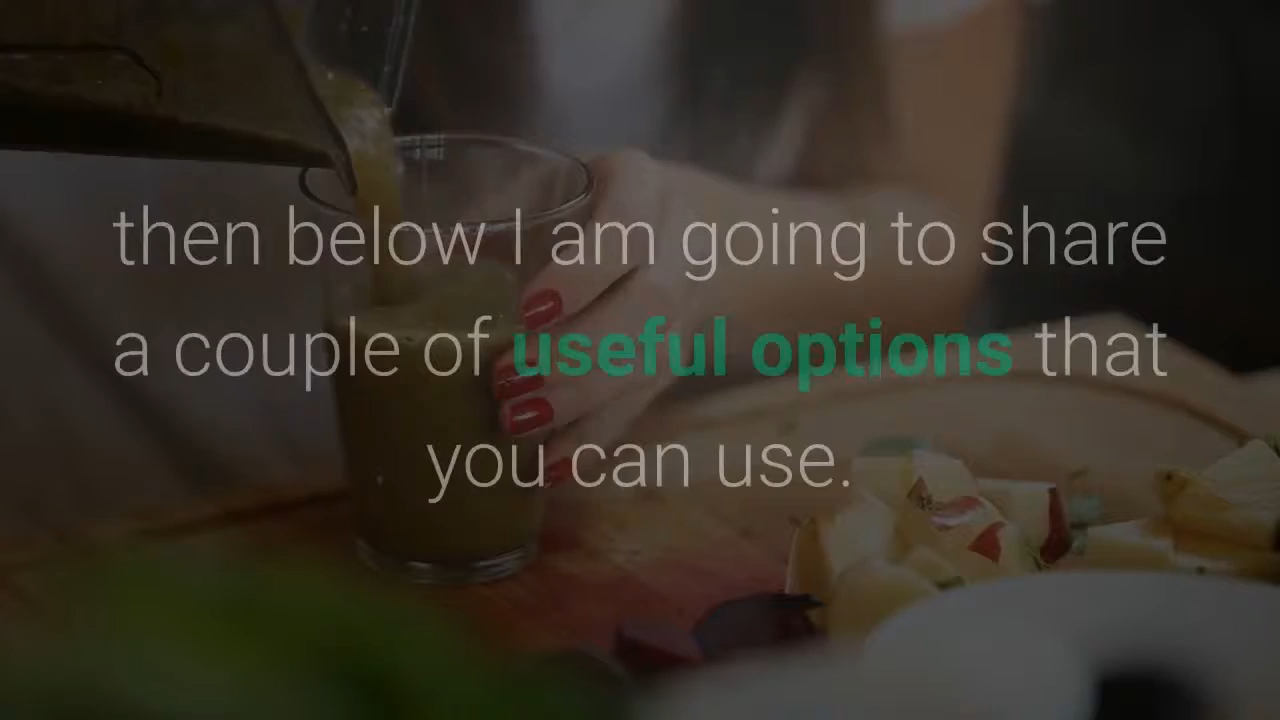 then below I am going to share
a couple of useful options that
you can use.